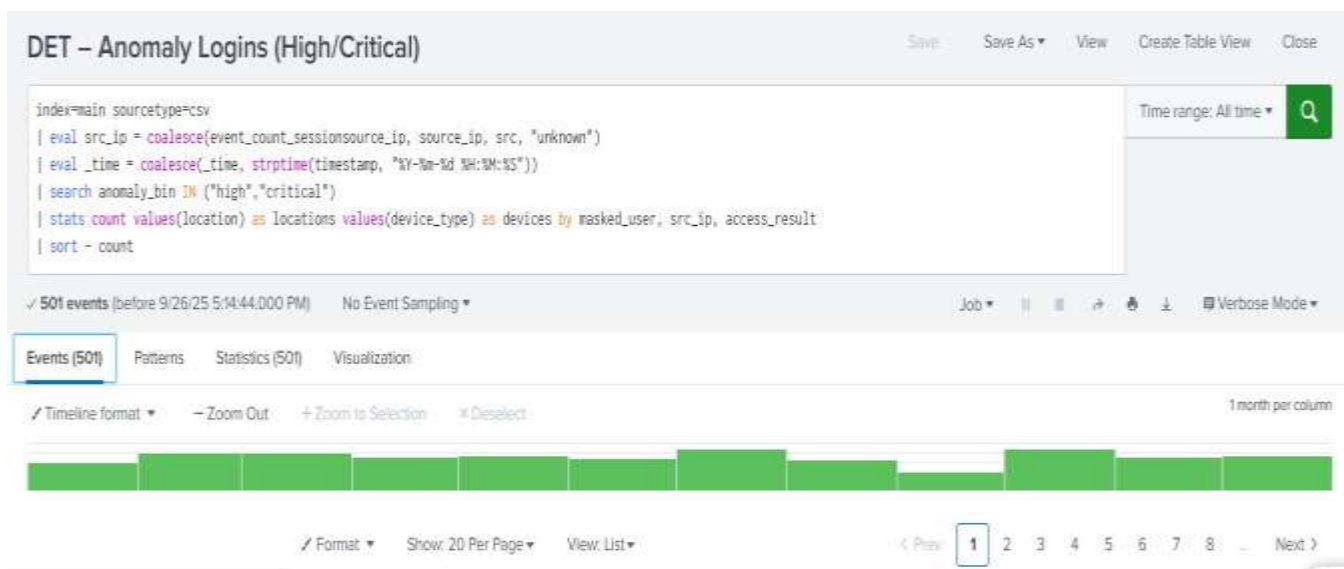 DET – Anomaly Logins (High/Critical)
Save Save As ▾ View Create Table View Close
index=main sourcetype=csv
| eval src_ip = coalesce(event_count_sessionsource_ip, source_ip, src, "unknown")
| eval _time = coalesce(_time, strptime(timestamp, "%Y-%m-%d %H:%M:%S"))
| search anomaly_bin IN ("high","critical")
| stats count values(location) as locations values(device_type) as devices by masked_user, src_ip, access_result
| sort - count
Time range: All time ▾
✓ 501 events (before 9/26/25 5:14:44.000 PM) No Event Sampling ▾
Job ▾ Verbose Mode ▾
Events (501) Patterns Statistics (501) Visualization
Timeline format ▾ — Zoom Out + Zoom to Selection × Deselect
1 month per column
Format ▾ Show: 20 Per Page ▾ View: List ▾
< Prev 1 2 3 4 5 6 7 8 ... Next >